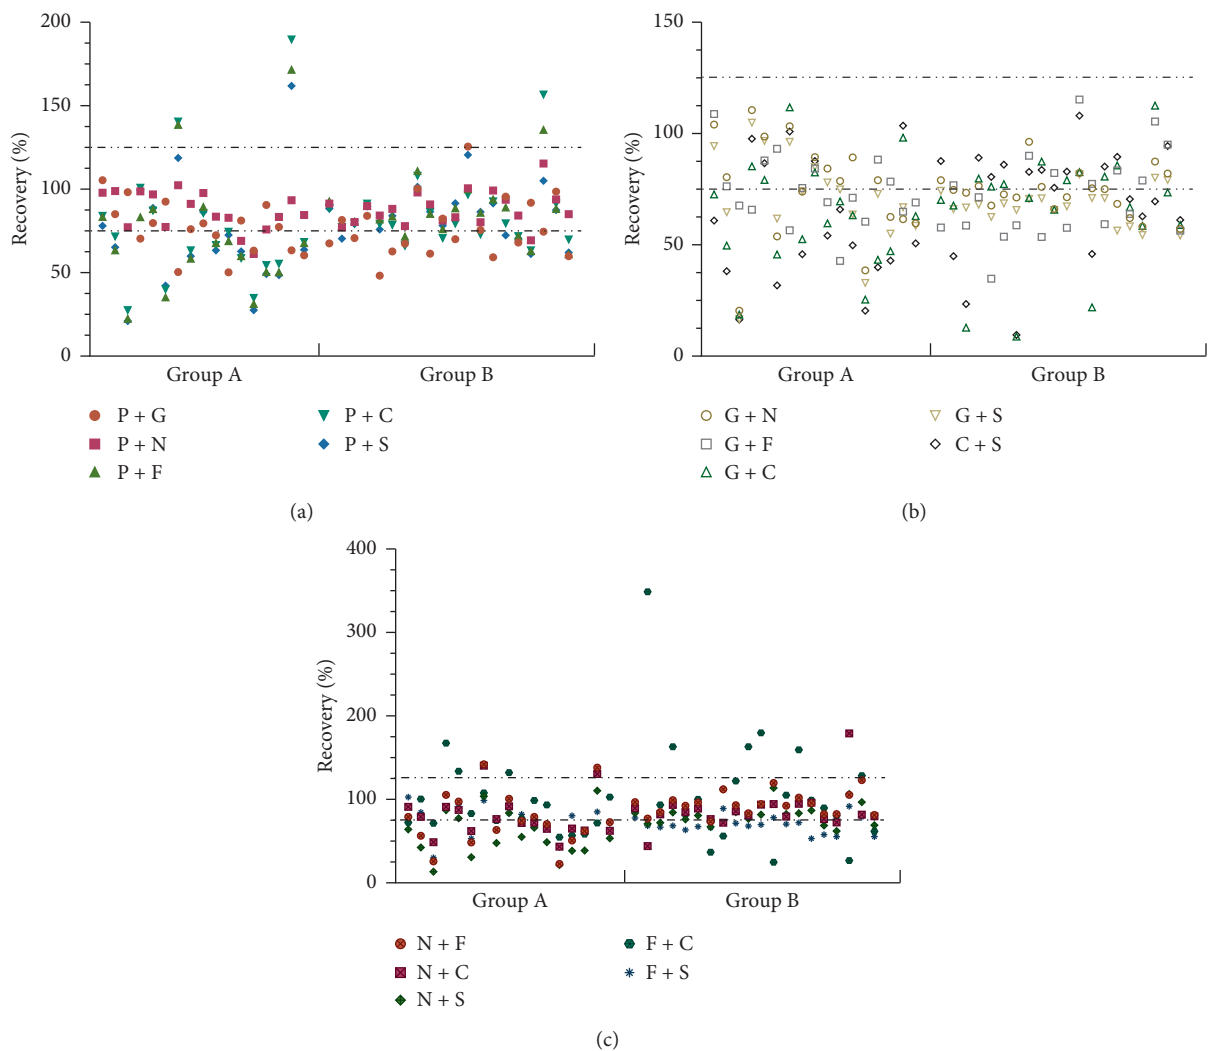 200
150
100
50
0
Recovery (%)
Group A
Group B
P + G
P + N
P + F
P + C
P + S
(a)
150
100
50
0
Recovery (%)
Group A
Group B
G + N
G + F
G + C
G + S
C + S
(b)
400
300
200
100
0
Recovery (%)
Group A
Group B
N + F
N + C
N + S
F + C
F + S
(c)